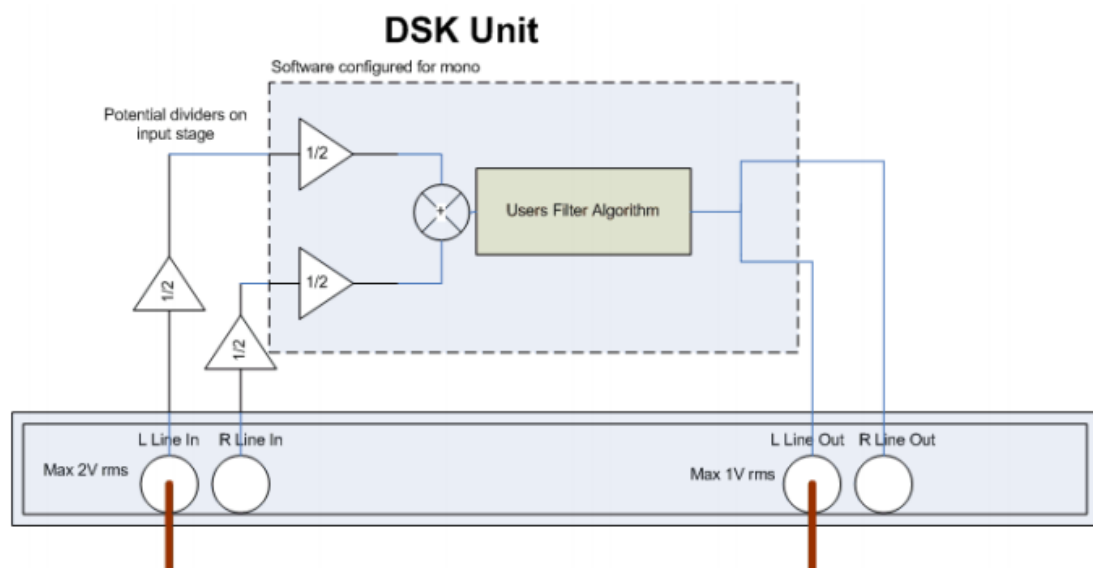 DSK Unit
Software configured for mono
Potential dividers on
input stage
1/2
+
Users Filter Algorithm
1/2
1/2
1/2
L Line In
R Line In
L Line Out
R Line Out
Max 2V rms
Max 1V rms